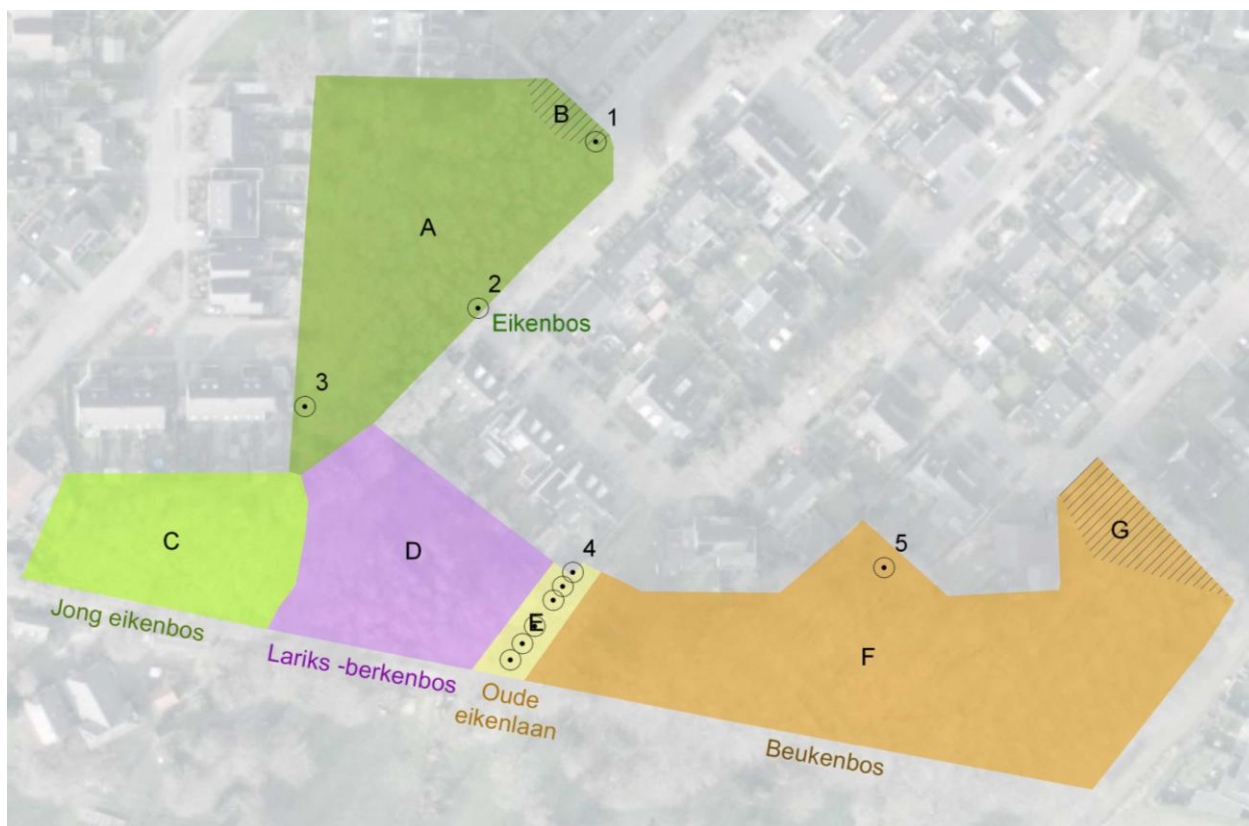 B
1
A
2
Eikenbos
3
C
D
4
E
5
G
F
Jong eikenbos
Lariks -berkenbos
Oude
eikenlaan
Beukenbos